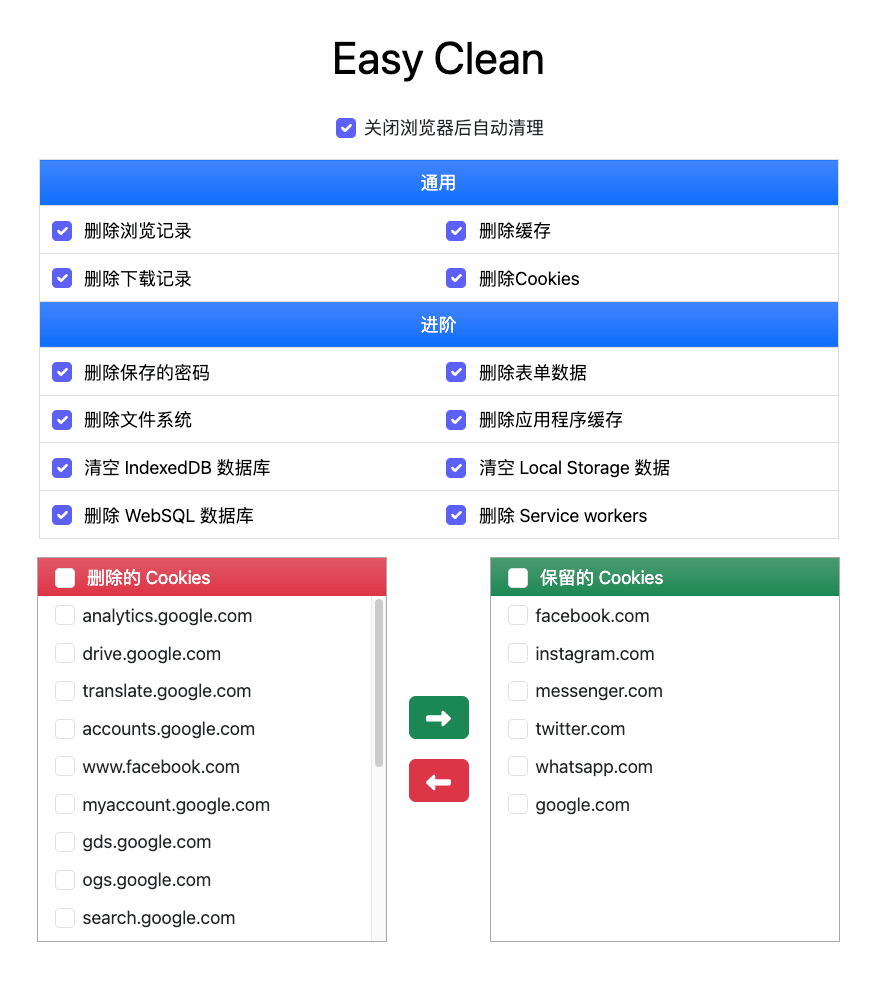 Easy Clean
关闭浏览器后自动清理
通用
删除浏览记录
删除缓存
删除下载记录
删除Cookies
进阶
删除保存的密码
删除表单数据
删除文件系统
删除应用程序缓存
清空 IndexedDB 数据库
清空 Local Storage 数据
删除 WebSQL 数据库
删除 Service workers
删除的 Cookies
analytics.google.com
drive.google.com
translate.google.com
accounts.google.com
www.facebook.com
myaccount.google.com
gds.google.com
ogs.google.com
search.google.com
保留的 Cookies
facebook.com
instagram.com
messenger.com
twitter.com
whatsapp.com
google.com